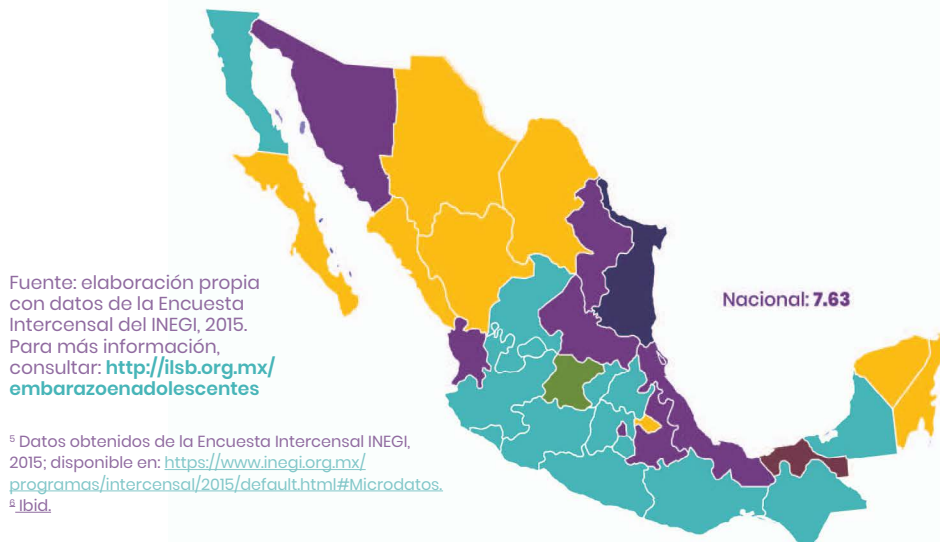 Nacional: 7.63
Fuente: elaboración propia
con datos de la Encuesta
Intercensal del INEGI, 2015.
Para más información,
consultar: http://ilsb.org.mx/
embarazoenadolescentes
⁵ Datos obtenidos de la Encuesta Intercensal INEGI,
2015; disponible en: https://www.inegi.org.mx/
programas/intercensal/2015/default.html#Microdatos.
⁶ Ibid.